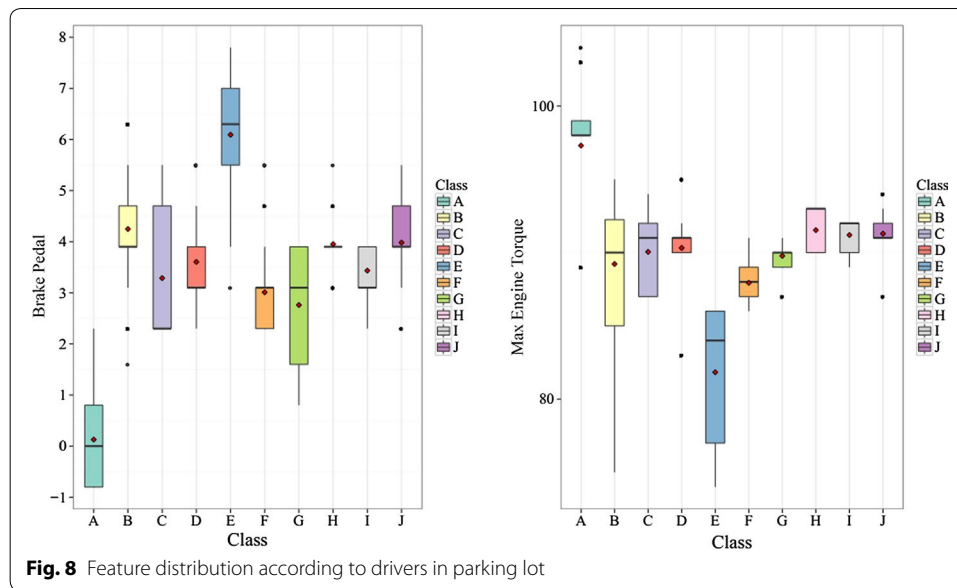 8
7
6
5
4
3
2
1
0
−1
Brake Pedal
A B C D E F G H I J
Class
Class
A
B
C
D
E
F
G
H
I
J
100
80
Max Engine Torque
A B C D E F G H I J
Class
Class
A
B
C
D
E
F
G
H
I
J
Fig. 8 Feature distribution according to drivers in parking lot